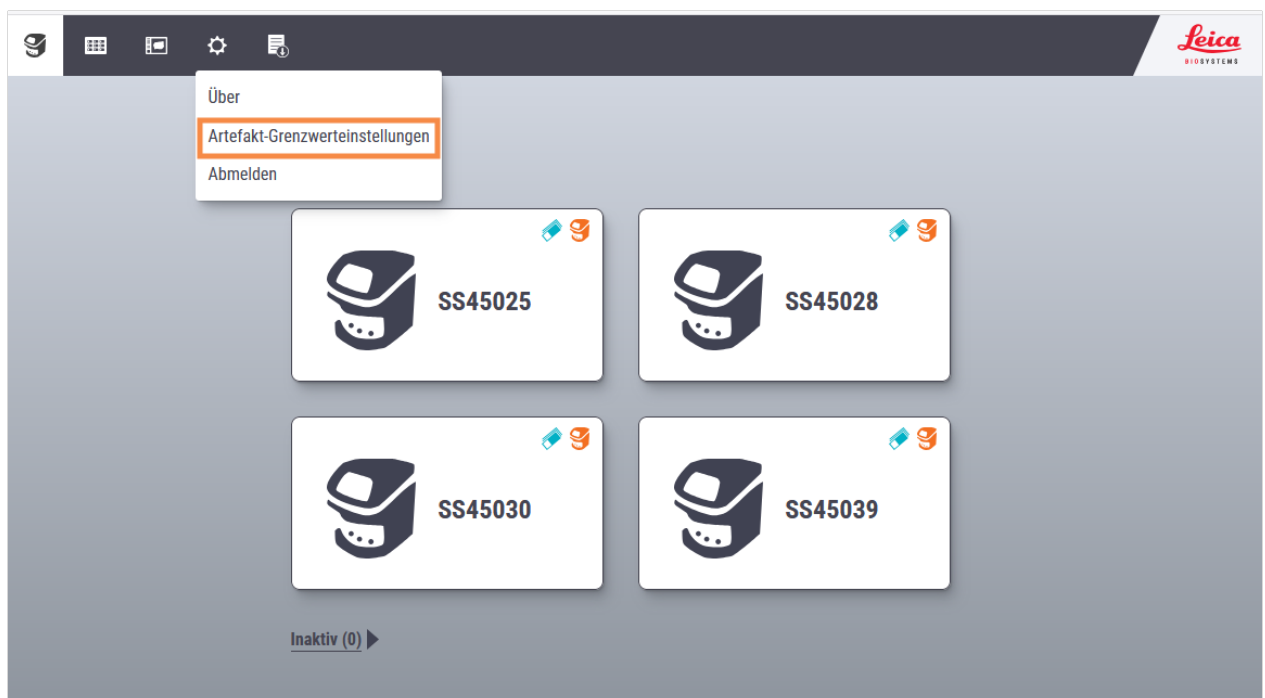 Leica
BIOSYSTEMS
Über
Artefakt-Grenzwerteinstellungen
Abmelden
SS45025
SS45028
SS45030
SS45039
Inaktiv (0)